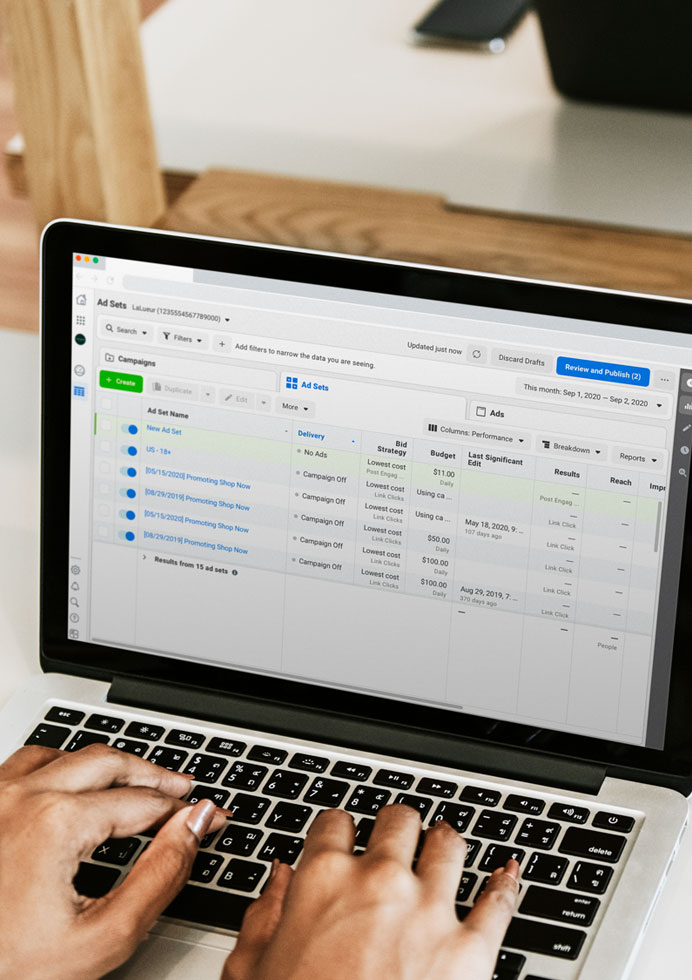 Ad Sets LaLueur (1235554567789000)
Search Filters + Add filters to narrow the data you are seeing.
Updated just now Discard Drafts Review and Publish (2) ...
This month: Sep 1, 2020 — Sep 2, 2020
Campaigns Ad Sets Ads
+ Create Duplicate Edit More
Columns: Performance Breakdown Reports
Ad Set Name Delivery Bid Strategy Budget Last Significant Edit Results Reach Impr
New Ad Set No Ads Lowest cost $11.00 — —
Post Engag ... Daily Post Engag ...
US - 18+ Campaign Off Lowest cost Using ca ... May 18, 2020, 9: ... — —
Link Clicks 107 days ago Link Click
[05/15/2020] Promoting Shop Now Campaign Off Lowest cost Using ca ... — —
Link Clicks Link Click
[08/29/2019] Promoting Shop Now Campaign Off Lowest cost $50.00 — —
Link Clicks Daily Link Click
[05/15/2020] Promoting Shop Now Campaign Off Lowest cost $100.00 Aug 29, 2019, 7: ... — —
Link Clicks Daily 370 days ago Link Click
[08/29/2019] Promoting Shop Now Campaign Off Lowest cost $100.00 — —
Link Clicks Daily Link Click
Results from 15 ad sets — — —
People
esc
delete
enter
return
shift